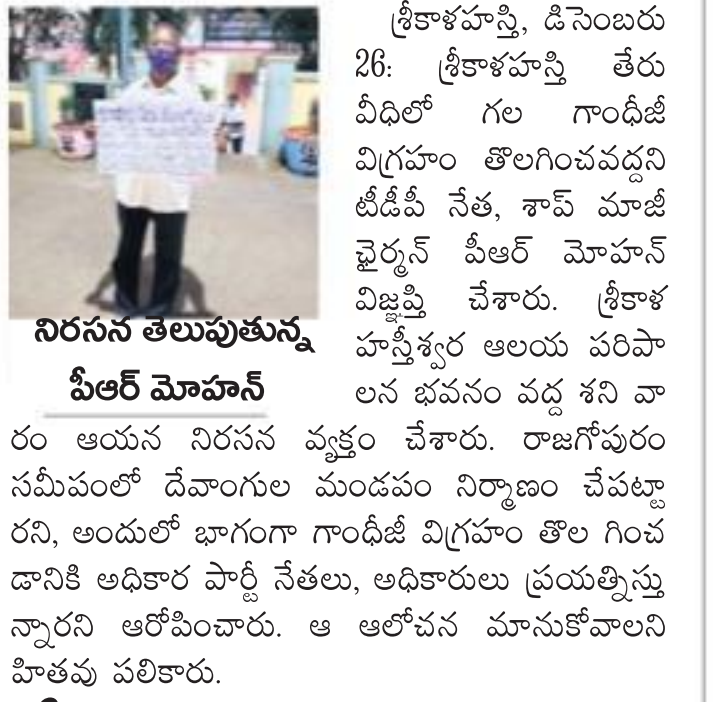 శ్రీకాళహస్తి, డిసెంబరు
26: శ్రీకాళహస్తి తేరు
వీధిలో గల గాంధీజీ
విగ్రహం తొలగించవద్దని
టీడీపీ నేత, శాప్ మాజీ
ఛైర్మన్ పీఆర్ మోహన్
విజ్ఞప్తి చేశారు. శ్రీకాళ
హస్తీశ్వర ఆలయ పరిపా
లన భవనం వద్ద శని వా
రం ఆయన నిరసన వ్యక్తం చేశారు. రాజగోపురం
సమీపంలో దేవాంగుల మండపం నిర్మాణం చేపట్టా
రని, అందులో భాగంగా గాంధీజీ విగ్రహం తొల గించ
డానికి అధికార పార్టీ నేతలు, అధికారులు ప్రయత్నిస్తు
న్నారని ఆరోపించారు. ఆ ఆలోచన మానుకోవాలని
హితవు పలికారు.
నిరసన తెలుపుతున్న
పీఆర్ మోహన్